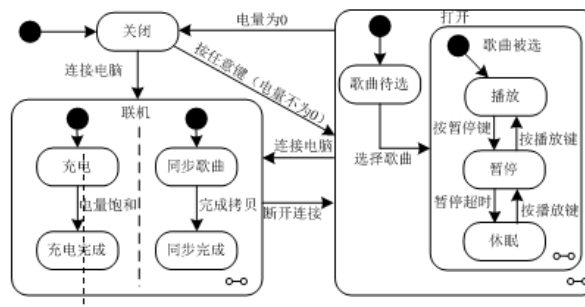 电量为0
打开
关闭
歌曲被选
连接电脑
按任意键（电量不为0）
歌曲待选
播放
联机
按暂停键
按播放键
连接电脑
选择歌曲
充电
同步歌曲
暂停
电量饱和
完成拷贝
断开连接
暂停超时
按播放键
充电完成
同步完成
休眠